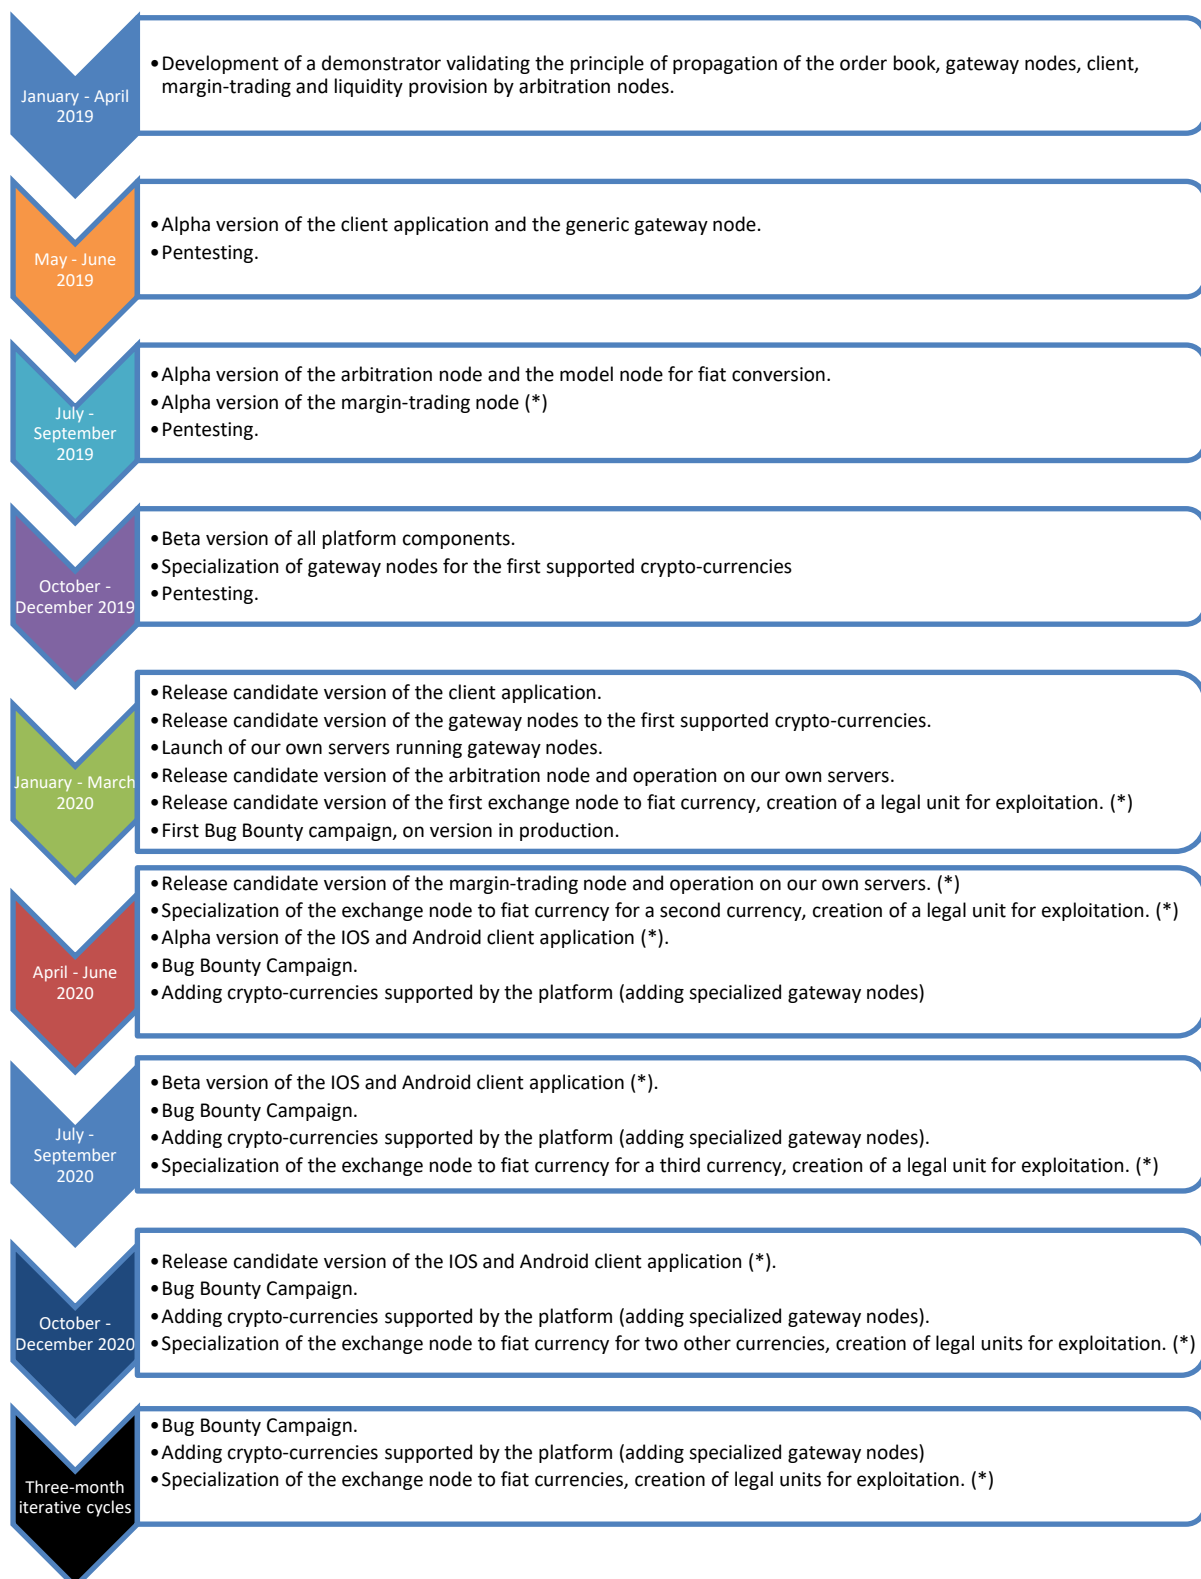 January - April
2019
•Development of a demonstrator validating the principle of propagation of the order book, gateway nodes, client,
margin-trading and liquidity provision by arbitration nodes.
May - June
2019
•Alpha version of the client application and the generic gateway node.
•Pentesting.
July -
September
2019
•Alpha version of the arbitration node and the model node for fiat conversion.
•Alpha version of the margin-trading node (*)
•Pentesting.
October -
December 2019
•Beta version of all platform components.
•Specialization of gateway nodes for the first supported crypto-currencies
•Pentesting.
January - March
2020
•Release candidate version of the client application.
•Release candidate version of the gateway nodes to the first supported crypto-currencies.
•Launch of our own servers running gateway nodes.
•Release candidate version of the arbitration node and operation on our own servers.
•Release candidate version of the first exchange node to fiat currency, creation of a legal unit for exploitation. (*)
•First Bug Bounty campaign, on version in production.
April - June
2020
•Release candidate version of the margin-trading node and operation on our own servers. (*)
•Specialization of the exchange node to fiat currency for a second currency, creation of a legal unit for exploitation. (*)
•Alpha version of the IOS and Android client application (*).
•Bug Bounty Campaign.
•Adding crypto-currencies supported by the platform (adding specialized gateway nodes)
July -
September
2020
•Beta version of the IOS and Android client application (*).
•Bug Bounty Campaign.
•Adding crypto-currencies supported by the platform (adding specialized gateway nodes).
•Specialization of the exchange node to fiat currency for a third currency, creation of a legal unit for exploitation. (*)
October -
December 2020
•Release candidate version of the IOS and Android client application (*).
•Bug Bounty Campaign.
•Adding crypto-currencies supported by the platform (adding specialized gateway nodes).
•Specialization of the exchange node to fiat currency for two other currencies, creation of legal units for exploitation. (*)
Three-month
iterative cycles
•Bug Bounty Campaign.
•Adding crypto-currencies supported by the platform (adding specialized gateway nodes)
•Specialization of the exchange node to fiat currencies, creation of legal units for exploitation. (*)